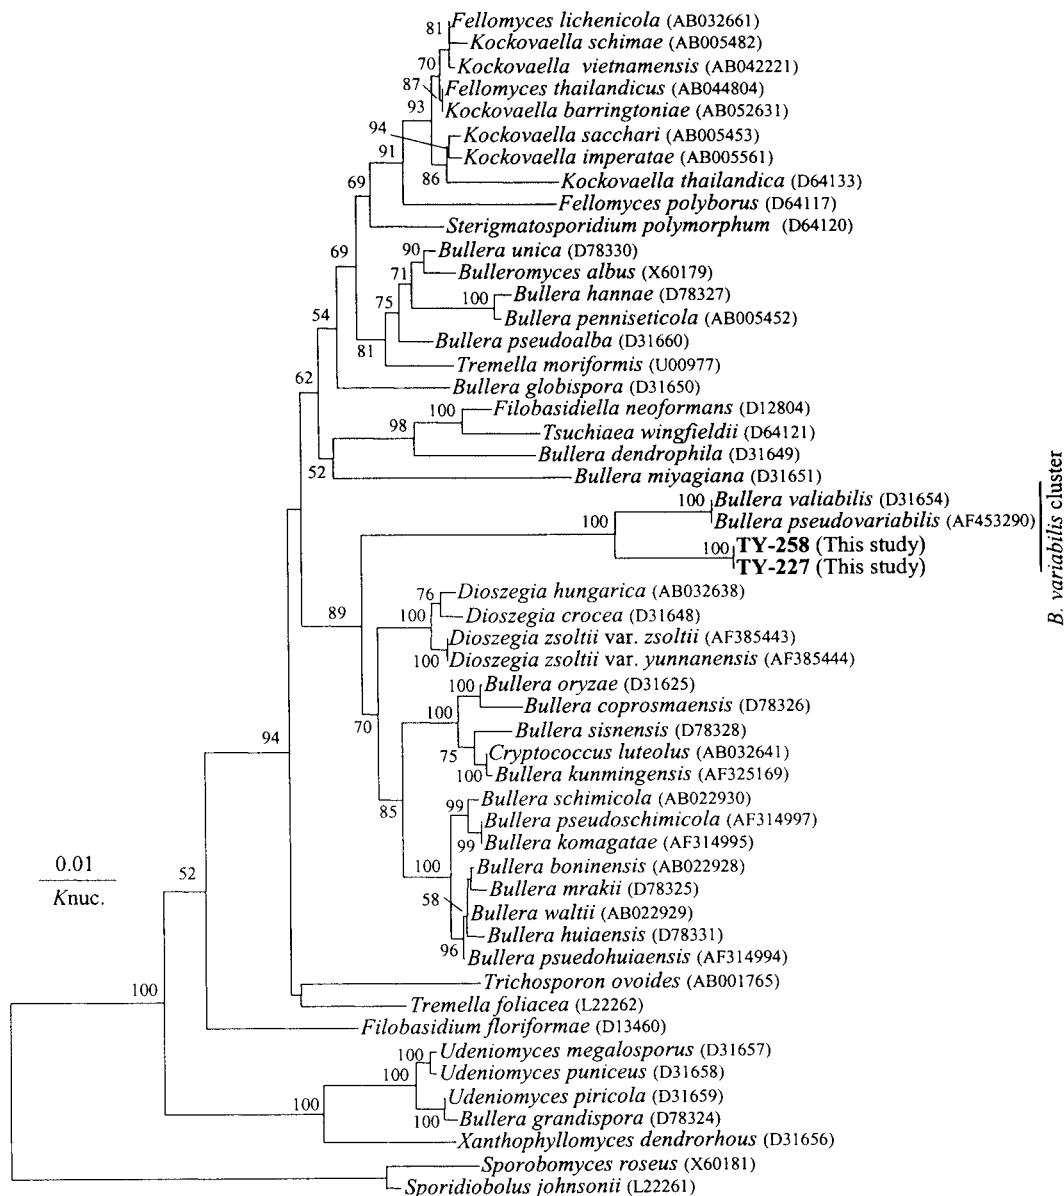 81
Fellomyces lichenicola (AB032661)
Kockovaella schimae (AB005482)
70
Kockovaella vietnamensis (AB042221)
87
Fellomyces thailandicus (AB044804)
93
Kockovaella barringtoniae (AB052631)
94
Kockovaella sacchari (AB005453)
91
Kockovaella imperatae (AB005561)
86
Kockovaella thailandica (D64133)
69
Fellomyces polyborus (D64117)
Sterigmatosporidium polymorphum (D64120)
69
90
Bullera unica (D78330)
71
Bulleromyces albus (X60179)
100
Bullera hannae (D78327)
75
Bullera penniseticola (AB005452)
54
81
Bullera pseudoalba (D31660)
Tremella moriformis (U00977)
62
Bullera globispora (D31650)
100
Filobasidiella neoformans (D12804)
98
Tsuchiaea wingfieldii (D64121)
Bullera dendrophila (D31649)
52
Bullera miyagiana (D31651)
100
Bullera valiabilis (D31654)
100
Bullera pseudovariabilis (AF453290)
100
TY-258 (This study)
TY-227 (This study)
B. variabilis cluster
89
76
Dioszegia hungarica (AB032638)
100
Dioszegia crocea (D31648)
Dioszegia zsoltii var. zsoltii (AF385443)
100
Dioszegia zsoltii var. yunnanensis (AF385444)
70
100
Bullera oryzae (D31625)
100
Bullera coprosmaensis (D78326)
Bullera sisnensis (D78328)
75
Cryptococcus luteolus (AB032641)
100
Bullera kunmingensis (AF325169)
94
85
99
Bullera schimicola (AB022930)
Bullera pseudoschimicola (AF314997)
99
Bullera komagatae (AF314995)
100
Bullera boninensis (AB022928)
Bullera mrakii (D78325)
58
Bullera waltii (AB022929)
Bullera huiaensis (D78331)
96
Bullera psuedohuiaensis (AF314994)
0.01
Knuc.
52
Trichosporon ovoides (AB001765)
100
Tremella foliacea (L22262)
Filobasidium floriformae (D13460)
100
Udeniomyces megalosporus (D31657)
100
Udeniomyces puniceus (D31658)
Udeniomyces piricola (D31659)
100
100
Bullera grandispora (D78324)
Xanthophyllomyces dendrorhous (D31656)
Sporobomyces roseus (X60181)
Sporidiobolus johnsonii (L22261)